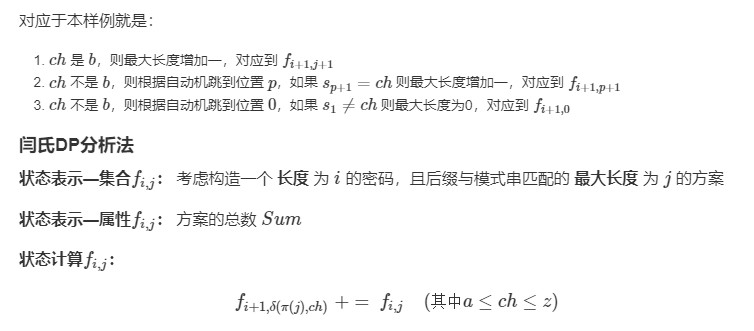 对应于本样例就是：
1. ch 是 b，则最大长度增加一，对应到 f_{i+1,j+1}
2. ch 不是 b，则根据自动机跳到位置 p，如果 s_{p+1} = ch 则最大长度增加一，对应到 f_{i+1,p+1}
3. ch 不是 b，则根据自动机跳到位置 0，如果 s_1 ≠ ch 则最大长度为0，对应到 f_{i+1,0}
闫氏DP分析法
状态表示—集合f_{i,j}： 考虑构造一个 长度 为 i 的密码，且后缀与模式串匹配的 最大长度 为 j 的方案
状态表示—属性f_{i,j}： 方案的总数 Sum
状态计算f_{i,j}：
f_{i+1,δ(π(j),ch)} += f_{i,j} (其中a ≤ ch ≤ z)